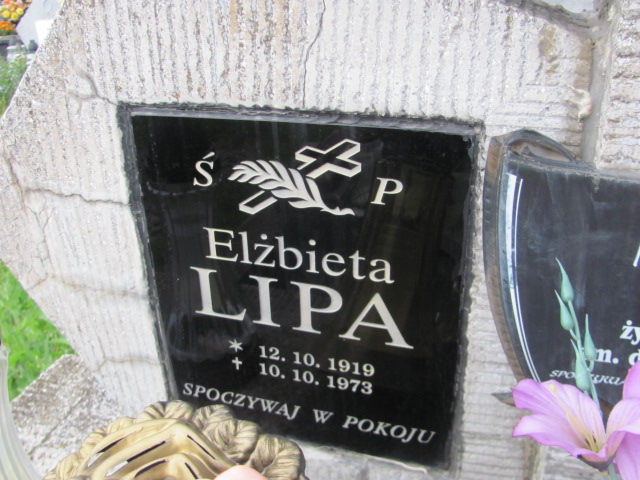 Ś P
Elżbieta
LIPA
* 12. 10. 1919
✝ 10. 10. 1973
SPOCZYWAJ W POKOJU